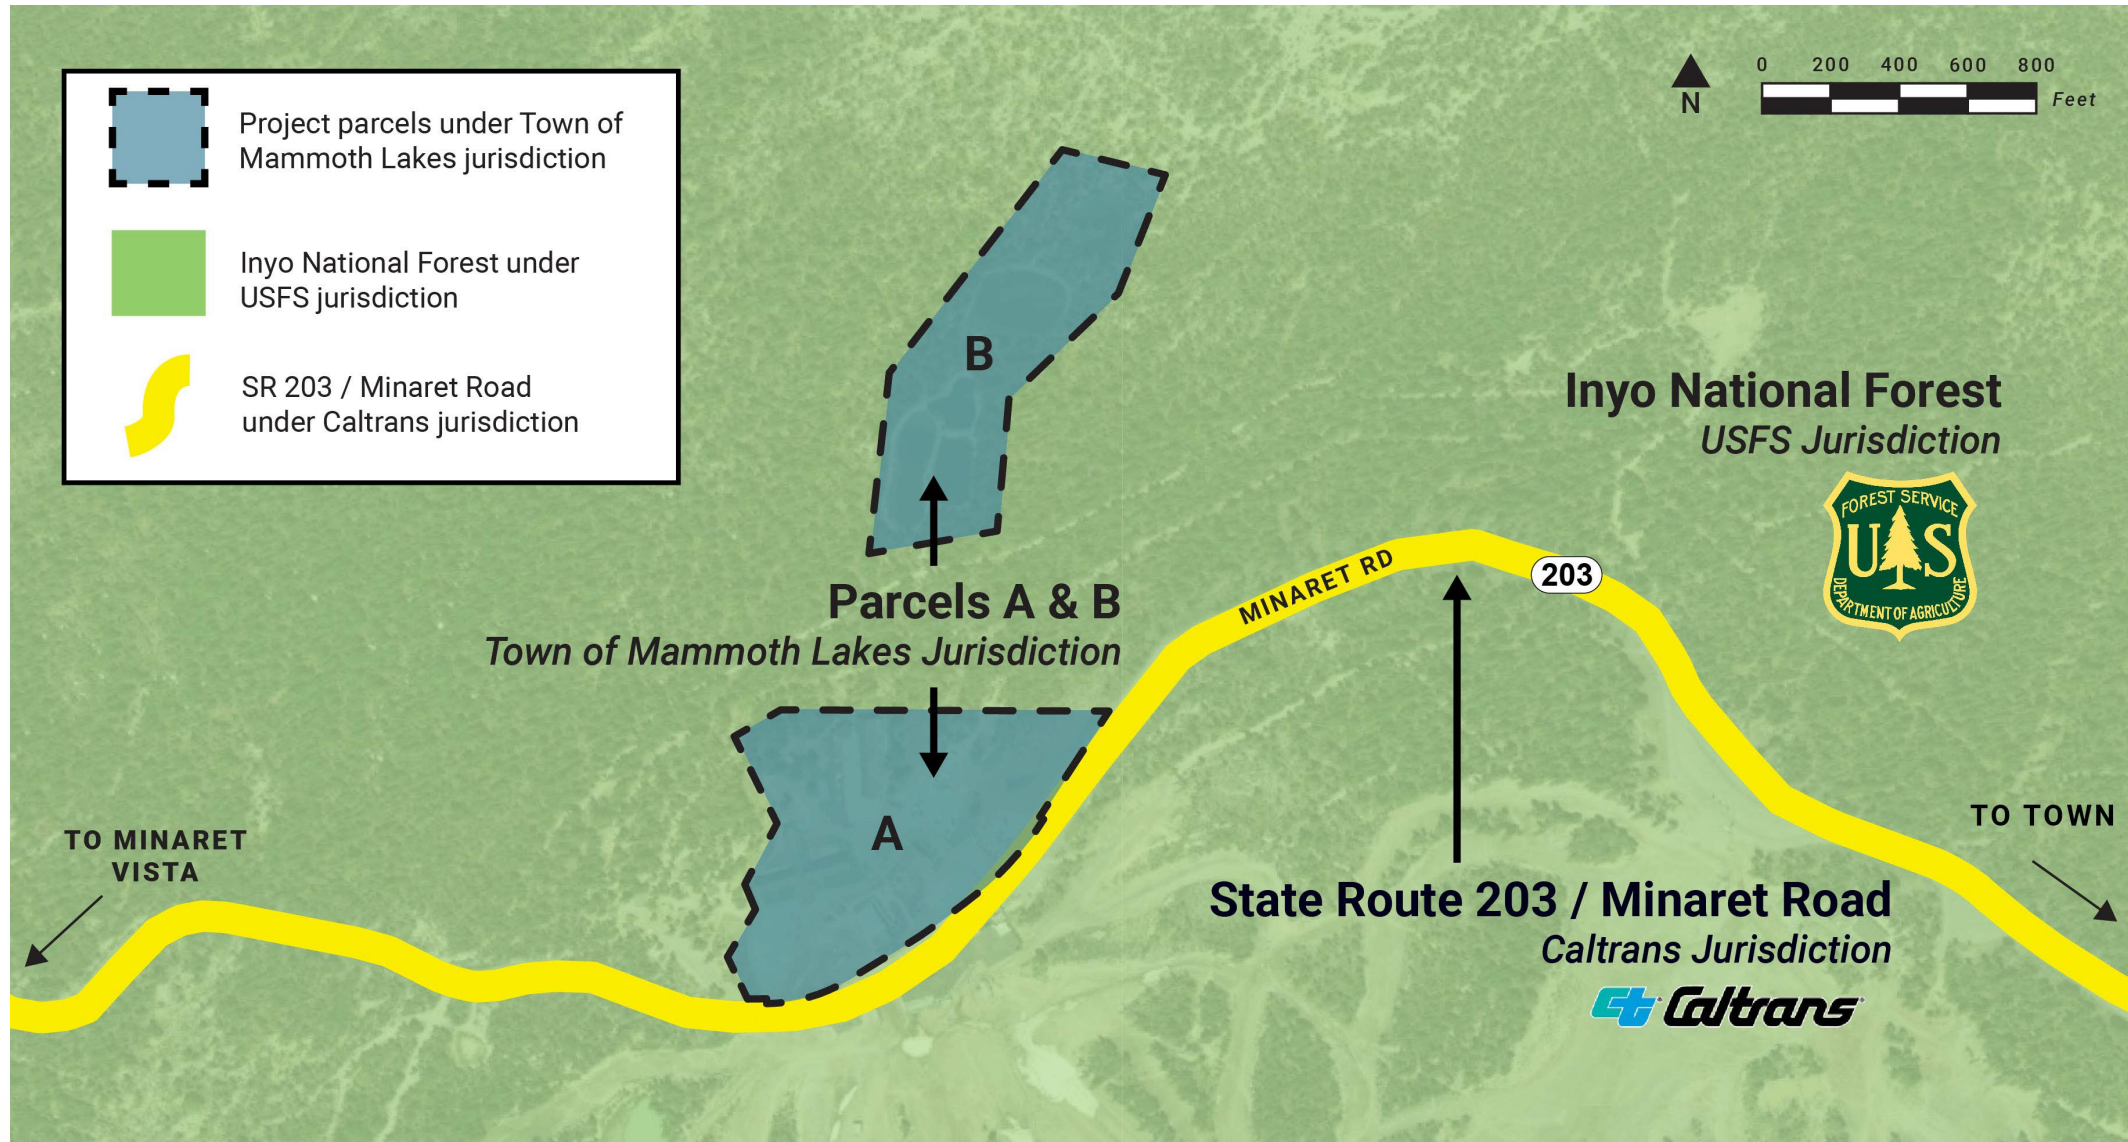 Project parcels under Town of
Mammoth Lakes jurisdiction
Inyo National Forest under
USFS jurisdiction
SR 203 / Minaret Road
under Caltrans jurisdiction
N
0 200 400 600 800
Feet
B
Inyo National Forest
USFS Jurisdiction
FOREST SERVICE
U S
DEPARTMENT OF AGRICULTURE
MINARET RD
203
Parcels A & B
Town of Mammoth Lakes Jurisdiction
A
TO MINARET
VISTA
TO TOWN
State Route 203 / Minaret Road
Caltrans Jurisdiction
ct Caltrans